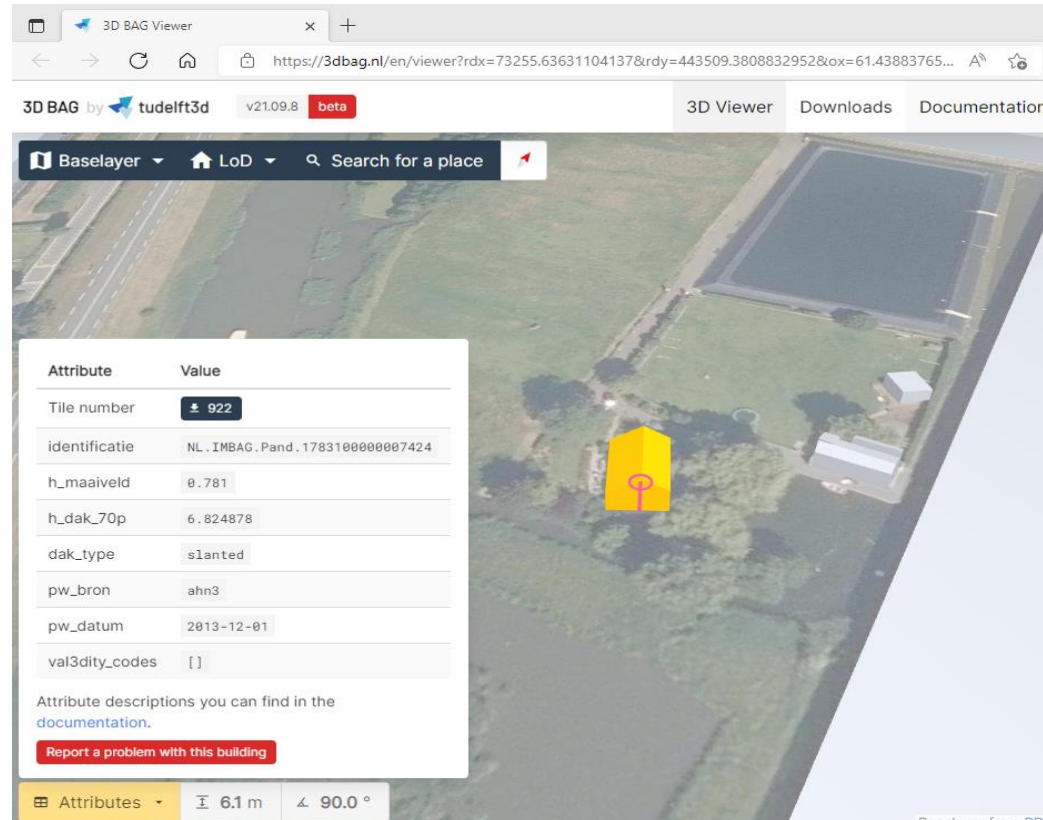 3D BAG Viewer
https://3dbag.nl/en/viewer?rdx=73255.63631104137&rdy=443509.3808832952&ox=61.43883765...
3D BAG by tudelft3d v21.09.8 beta 3D Viewer Downloads Documentation
Baselayer LoD Search for a place
Attribute Value
Tile number 922
identificatie NL.IMBAG.Pand.1783100000007424
h_maaiveld 0.781
h_dak_70p 6.824878
dak_type slanted
pw_bron ahn3
pw_datum 2013-12-01
val3dity_codes []
Attribute descriptions you can find in the
documentation.
Report a problem with this building
Attributes 6.1 m 90.0 °